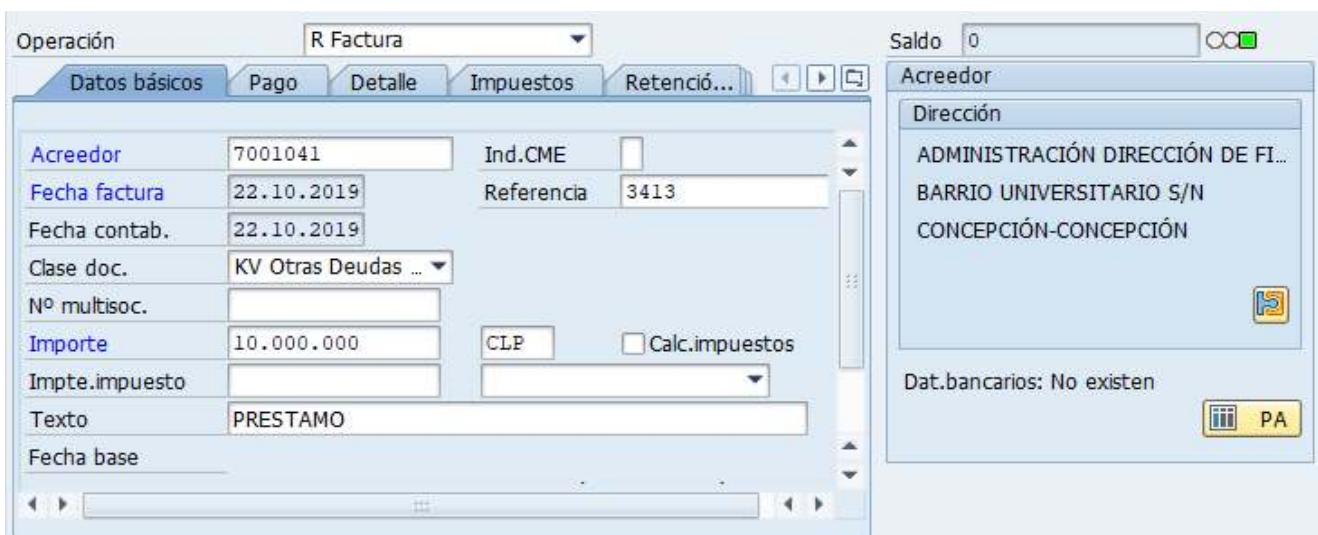 Operación R Factura
Saldo 0
Datos básicos Pago Detalle Impuestos Retenció...
Acreedor 7001041 Ind.CME
Fecha factura 22.10.2019 Referencia 3413
Fecha contab. 22.10.2019
Clase doc. KV Otras Deudas ...
Nº multisoc.
Importe 10.000.000 CLP Calc.impuestos
Impte.impuesto
Texto PRESTAMO
Fecha base
Acreedor
Dirección
ADMINISTRACIÓN DIRECCIÓN DE FI...
BARRIO UNIVERSITARIO S/N
CONCEPCIÓN-CONCEPCIÓN
Dat.bancarios: No existen
PA